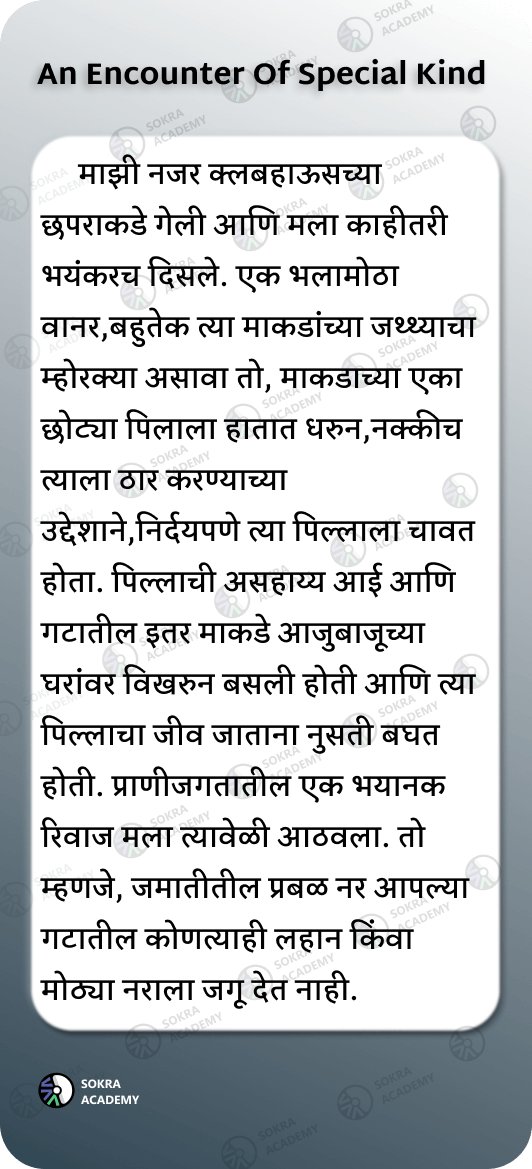 An Encounter Of Special Kind
माझी नजर क्लबहाऊसच्या
छपराकडे गेली आणि मला काहीतरी
भयंकरच दिसले. एक भलामोठा
वानर,बहुतेक त्या माकडांच्या जथ्थ्याचा
म्होरक्या असावा तो, माकडाच्या एका
छोट्या पिलाला हातात धरुन,नक्कीच
त्याला ठार करण्याच्या
उद्देशाने,निर्दयपणे त्या पिल्लाला चावत
होता. पिल्लाची असहाय्य आई आणि
गटातील इतर माकडे आजुबाजूच्या
घरांवर विखरुन बसली होती आणि त्या
पिल्लाचा जीव जाताना नुसती बघत
होती. प्राणीजगतातील एक भयानक
रिवाज मला त्यावेळी आठवला. तो
म्हणजे, जमातीतील प्रबळ नर आपल्या
गटातील कोणत्याही लहान किंवा
मोठ्या नराला जगू देत नाही.
SOKRA
ACADEMY